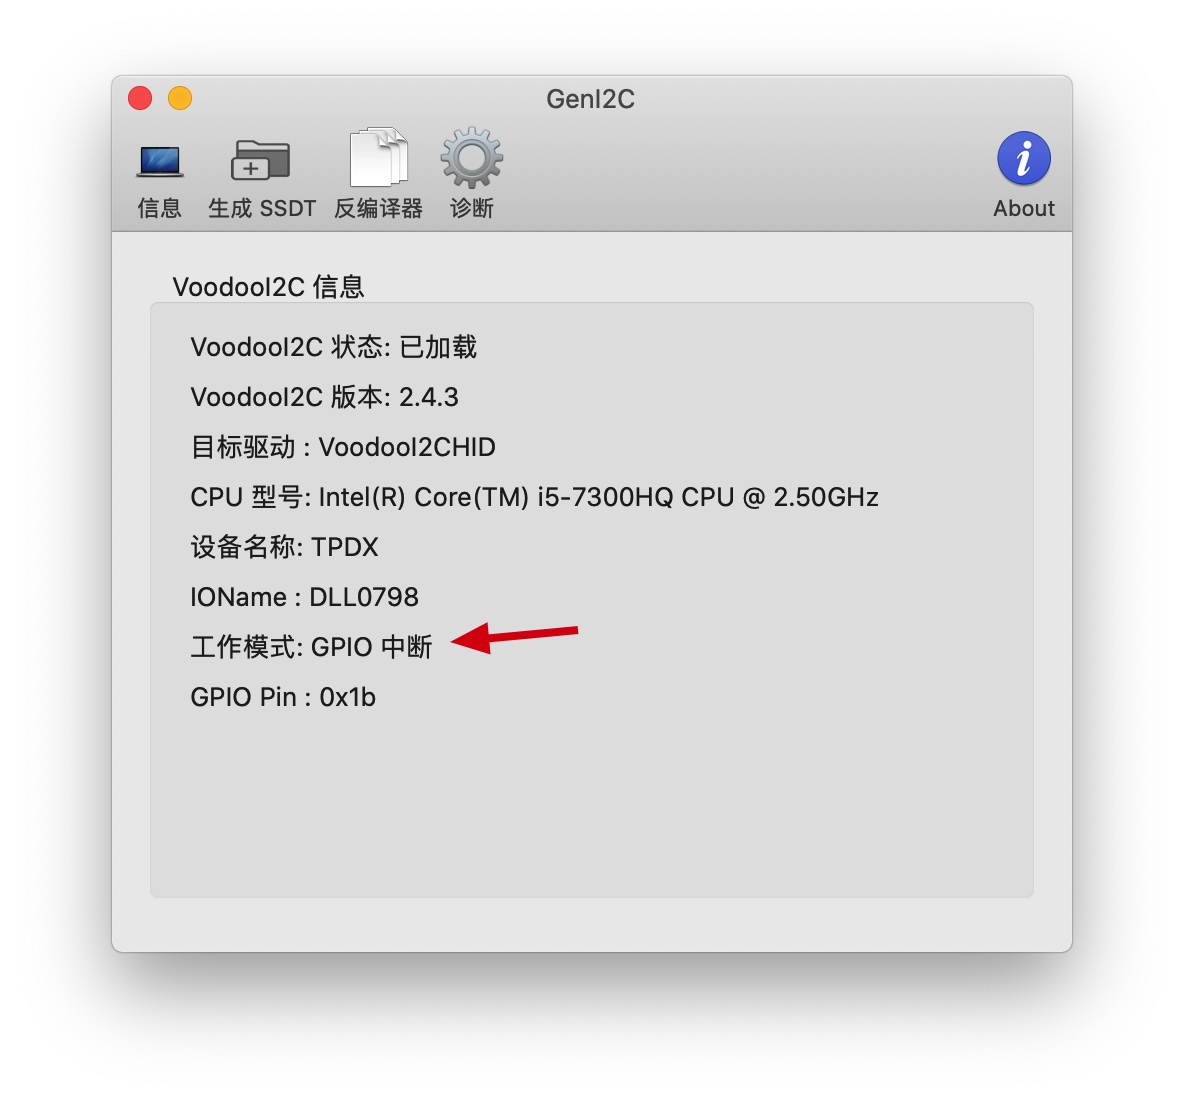 GenI2C
信息
生成 SSDT
反编译器
诊断
About
VoodooI2C 信息
VoodooI2C 状态: 已加载
VoodooI2C 版本: 2.4.3
目标驱动 : VoodooI2CHID
CPU 型号: Intel(R) Core(TM) i5-7300HQ CPU @ 2.50GHz
设备名称: TPDX
IOName : DLL0798
工作模式: GPIO 中断
GPIO Pin : 0x1b